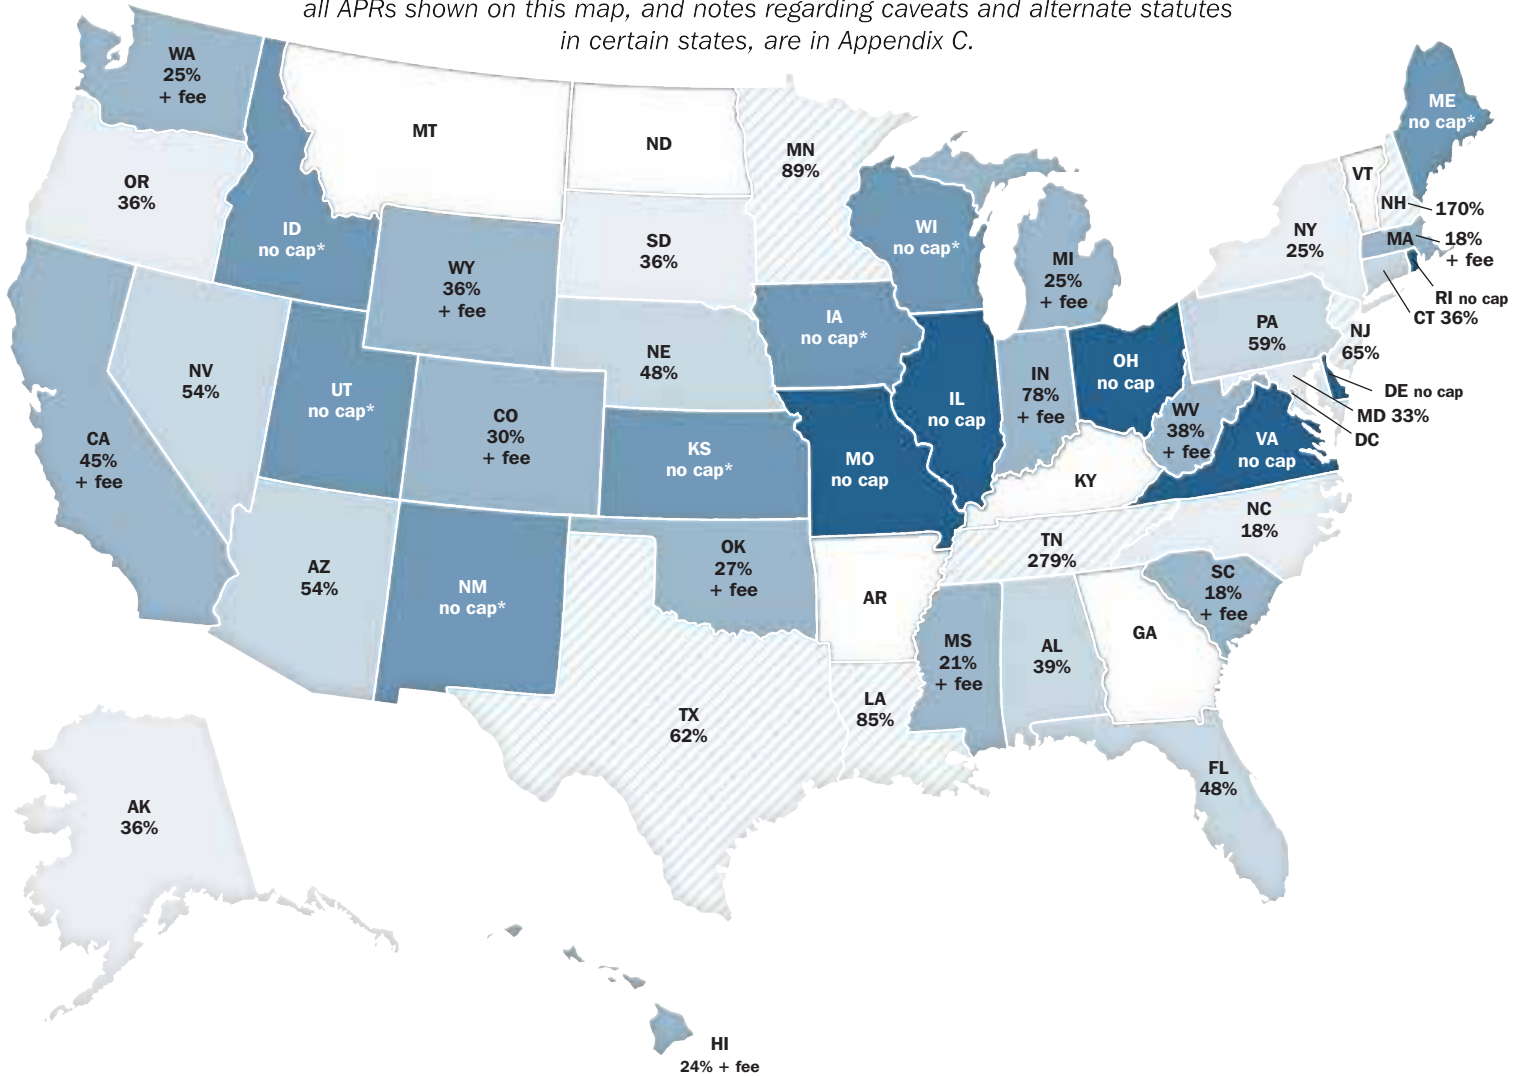 all APRs shown on this map, and notes regarding caveats and alternate statutes
in certain states, are in Appendix C.
WA
25%
+ fee
MT
ND
MN
89%
ME
no cap*
OR
36%
ID
no cap*
WY
36%
+ fee
SD
36%
WI
no cap*
MI
25%
+ fee
VT
NH
170%
NY
25%
MA
18%
+ fee
RI no cap
CT 36%
CA
45%
+ fee
NV
54%
UT
no cap*
CO
30%
+ fee
NE
48%
IA
no cap*
IL
no cap
IN
78%
+ fee
OH
no cap
PA
59%
NJ
65%
DE no cap
MD 33%
DC
WV
38%
+ fee
VA
no cap
KS
no cap*
MO
no cap
KY
NC
18%
TN
279%
AZ
54%
NM
no cap*
OK
27%
+ fee
AR
SC
18%
+ fee
MS
21%
+ fee
AL
39%
GA
TX
62%
LA
85%
FL
48%
AK
36%
HI
24% + fee